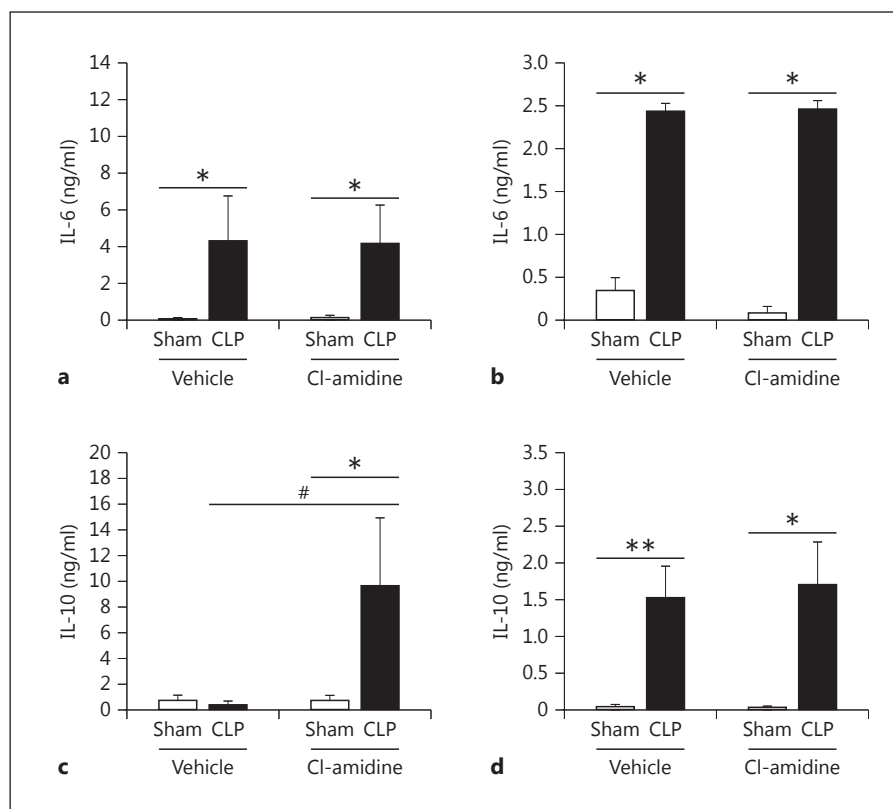 14
12
10
8
6
4
2
0
IL-6 (ng/ml)
*
*
Sham CLP
Sham CLP
Vehicle
Cl-amidine
a
3.0
2.5
2.0
1.5
1.0
0.5
0
IL-6 (ng/ml)
*
*
Sham CLP
Sham CLP
Vehicle
Cl-amidine
b
20
18
16
14
12
10
8
6
4
2
0
IL-10 (ng/ml)
*
#
Sham CLP
Sham CLP
Vehicle
Cl-amidine
c
3.5
3.0
2.5
2.0
1.5
1.0
0.5
0
IL-10 (ng/ml)
**
*
Sham CLP
Sham CLP
Vehicle
Cl-amidine
d